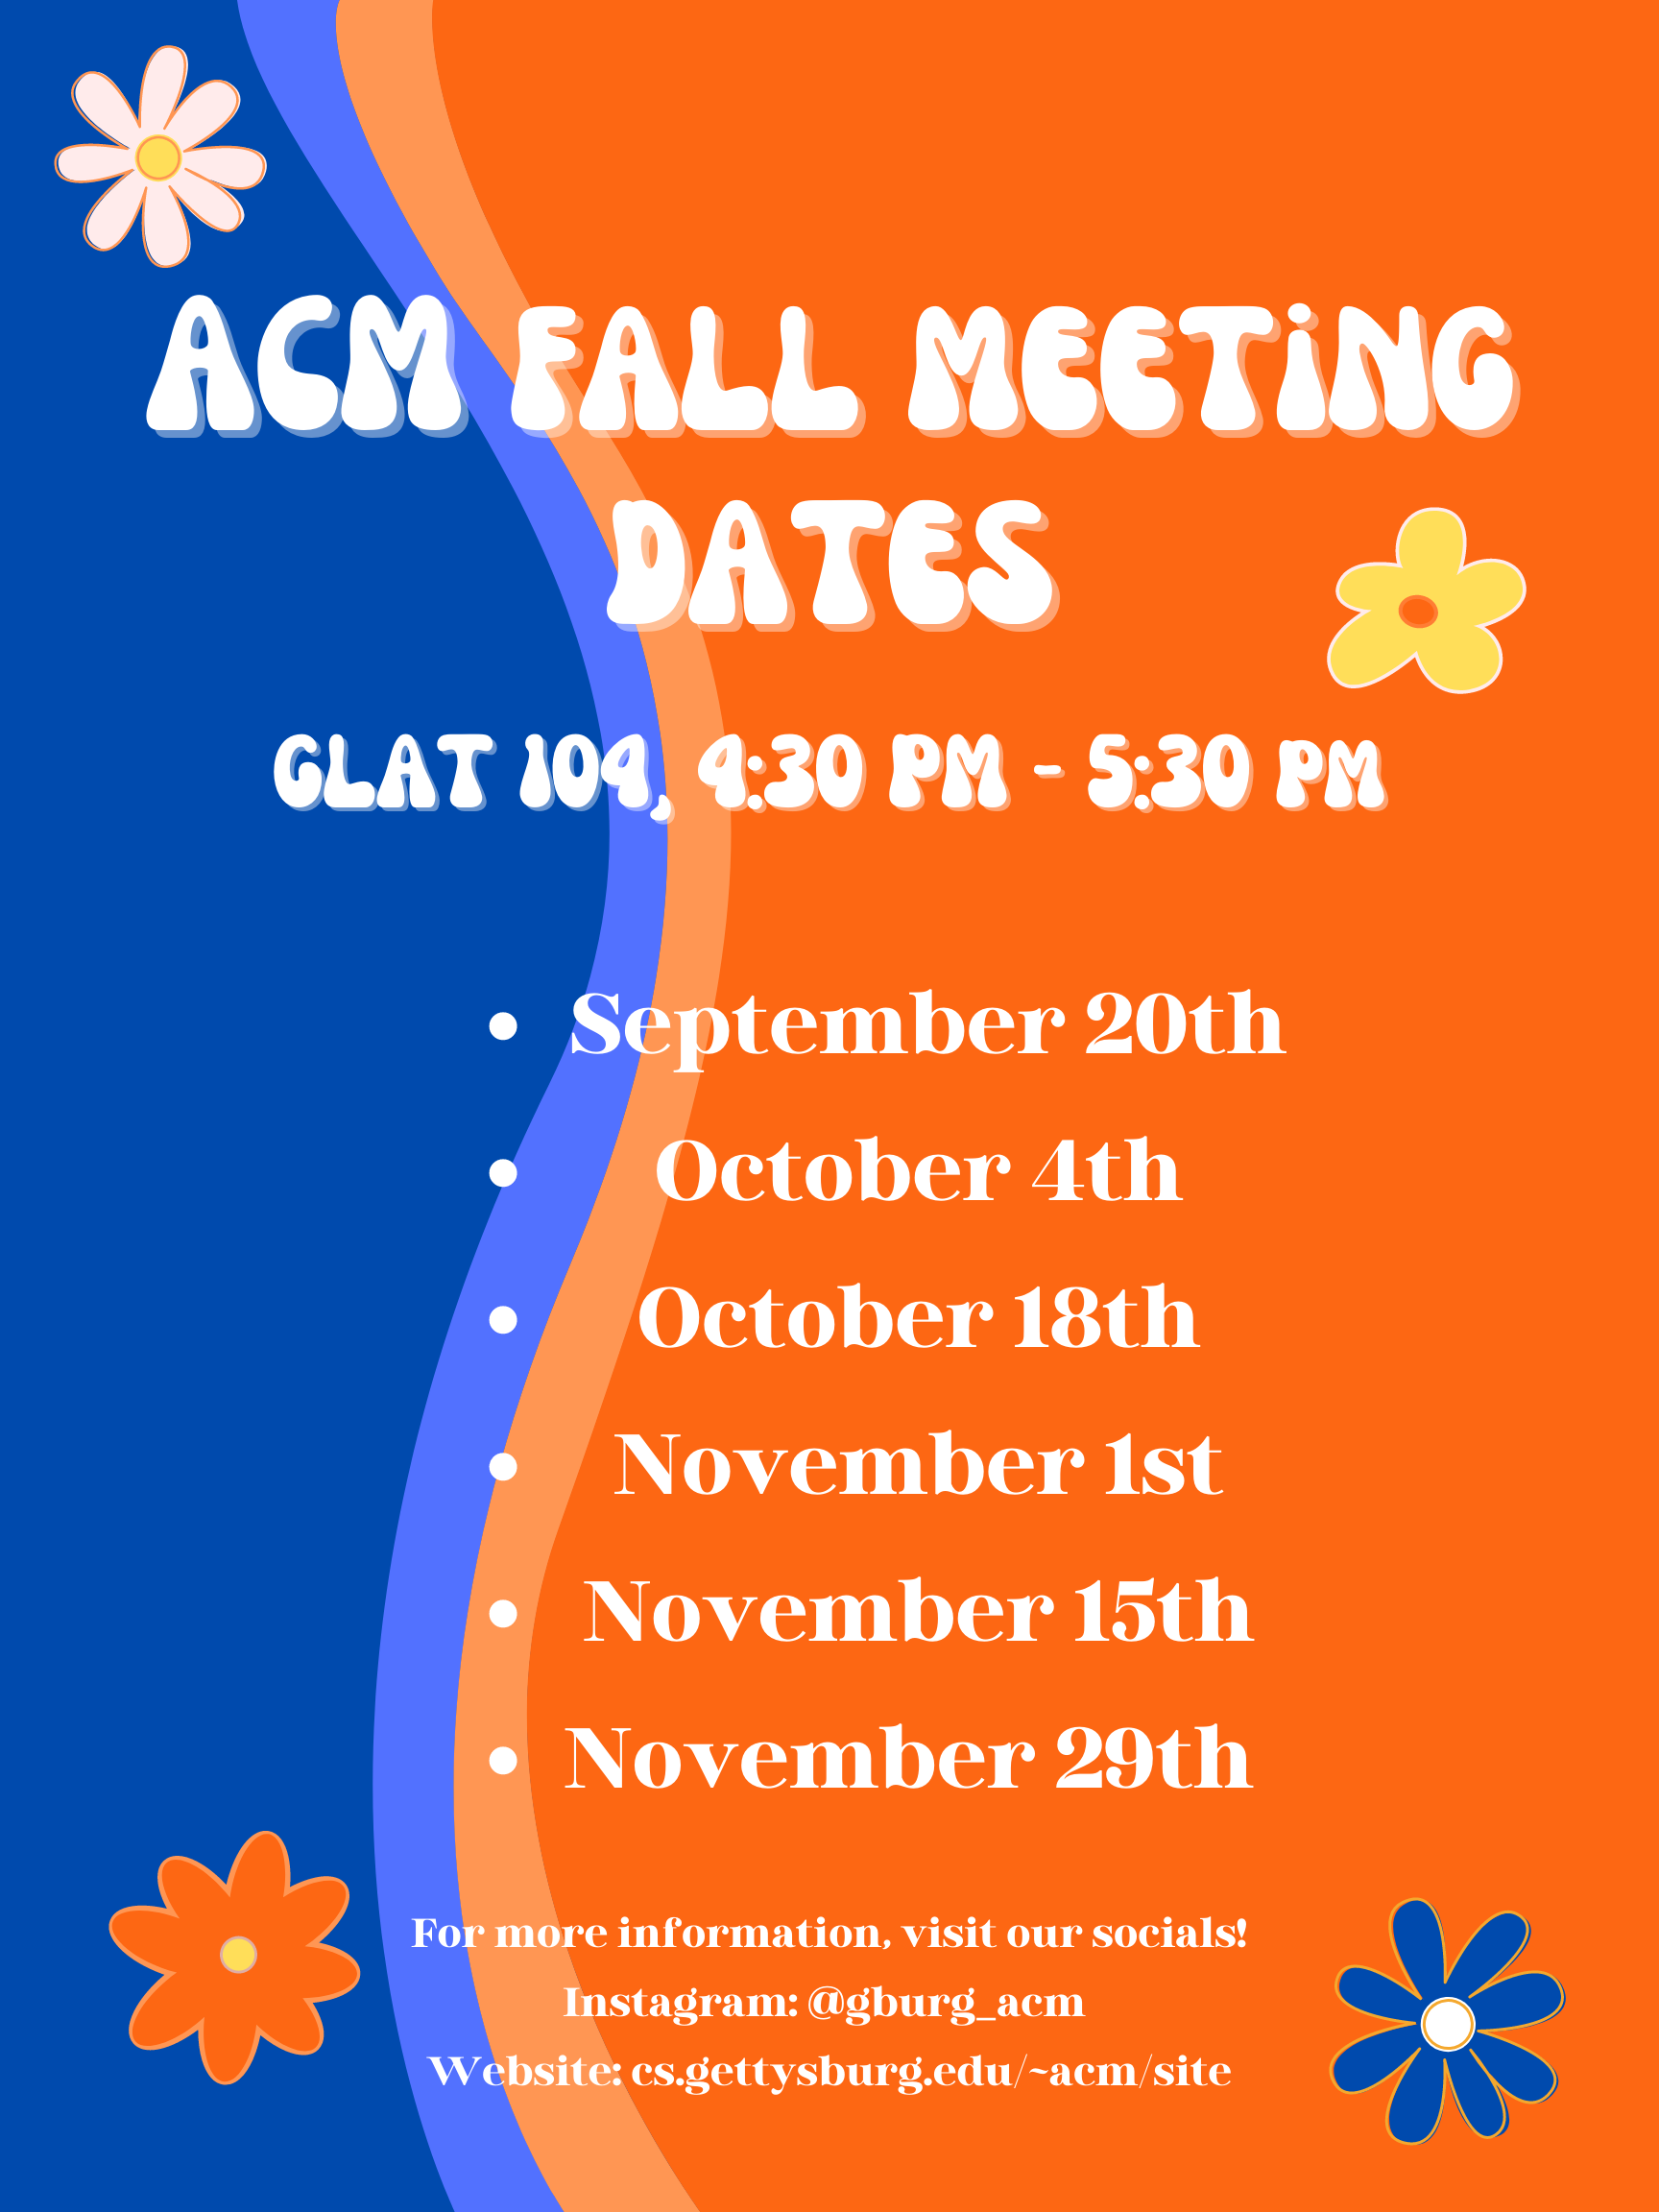 ACM FALL MEETING
DATES
GLAT 104, 4:30 PM - 5:30 PM
• September 20th
• October 4th
• October 18th
• November 1st
• November 15th
• November 29th
For more information, visit our socials!
Instagram: @gburg_acm
Website: cs.gettysburg.edu/~acm/site